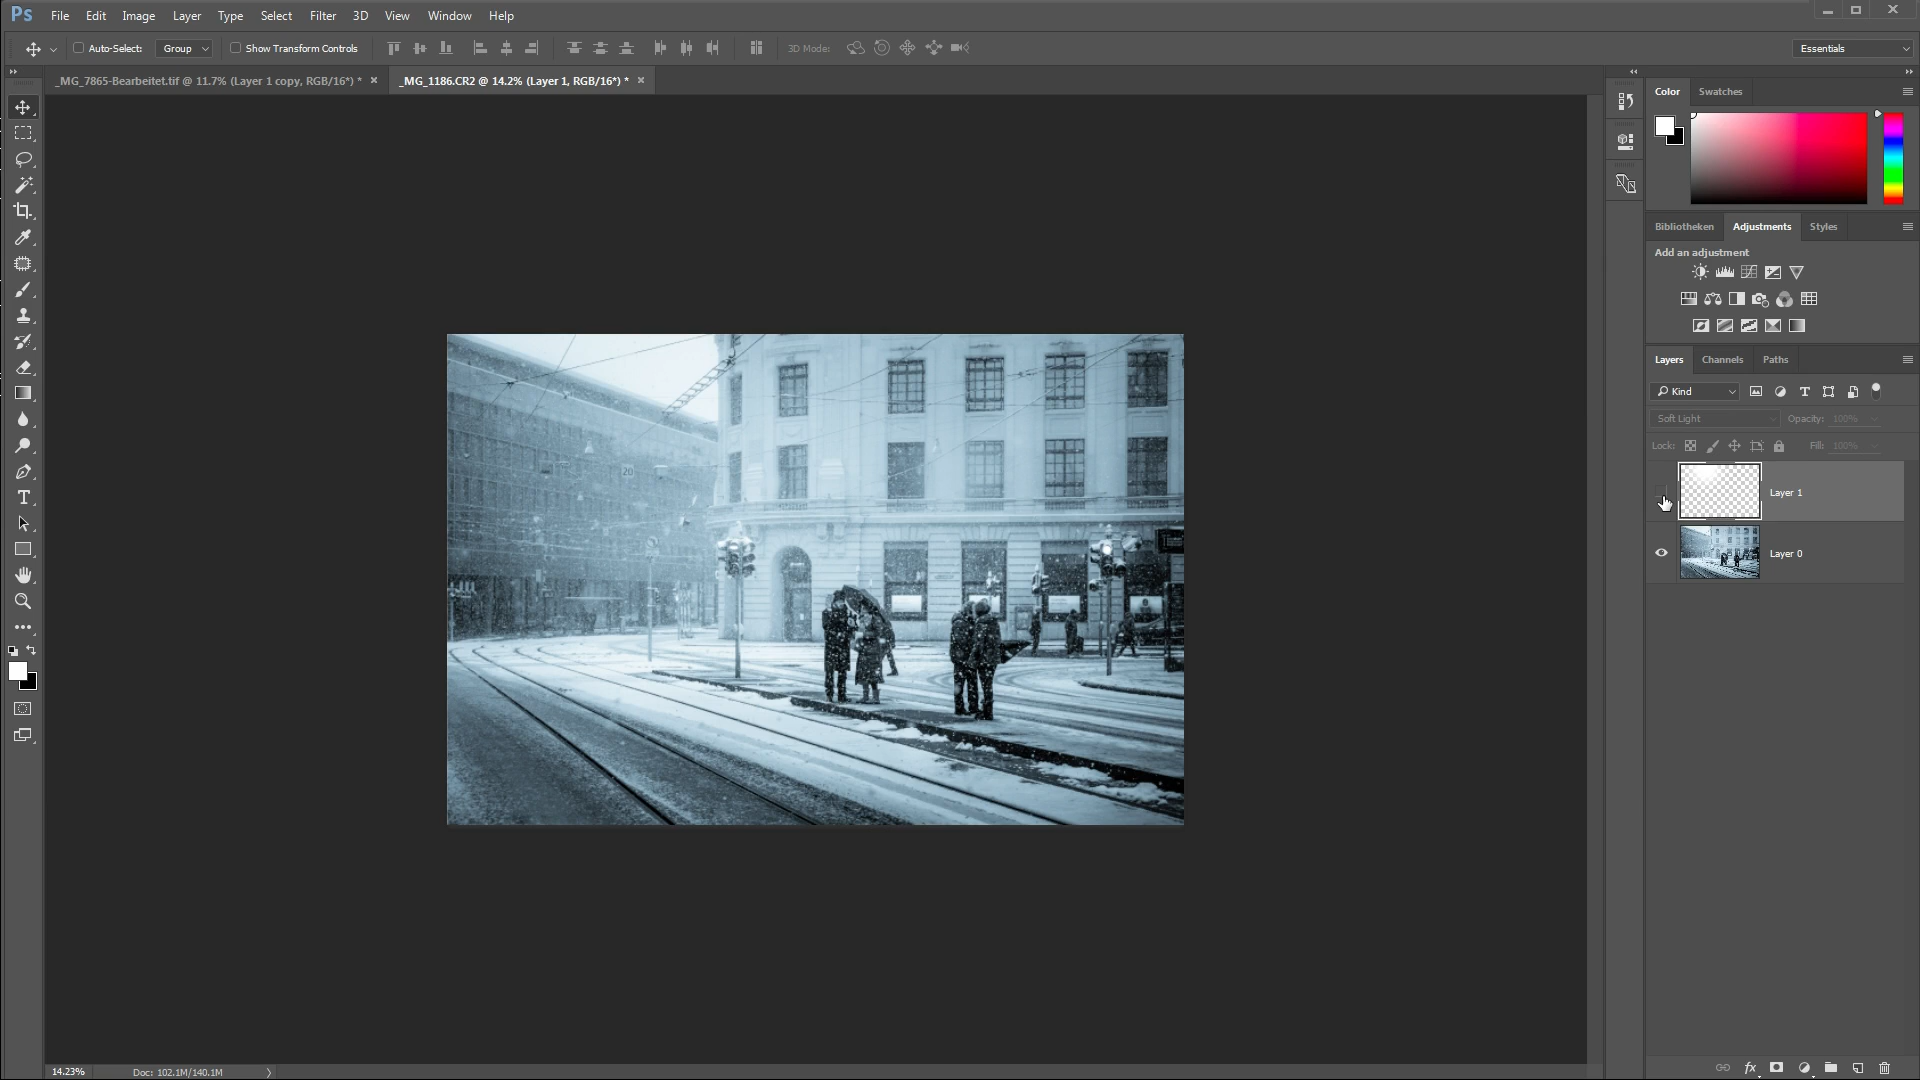 Ps File Edit Image Layer Type Select Filter 3D View Window Help
Auto-Select: Group Show Transform Controls 3D Mode: Essentials
_MG_7865-Bearbeitet.tif @ 11.7% (Layer 1 copy, RGB/16*) * × _MG_1186.CR2 @ 14.2% (Layer 1, RGB/16*) * ×
Color Swatches
Bibliotheken Adjustments Styles
Add an adjustment
Layers Channels Paths
Kind
Soft Light Opacity: 100%
Lock: Fill: 100%
Layer 1
Layer 0
20
14.23% Doc: 102.1M/140.1M